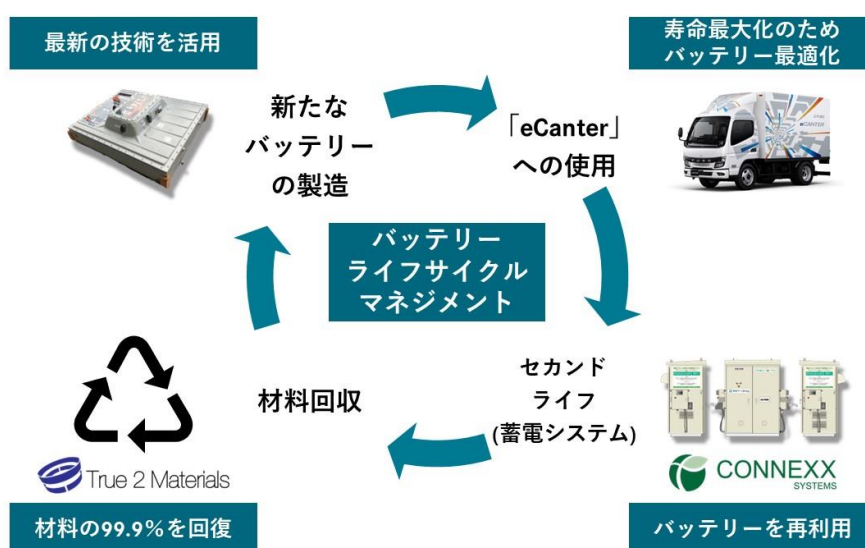 最新の技術を活用
寿命最大化のため
バッテリー最適化
新たな
バッテリー
の製造
「eCanter」
への使用
バッテリー
ライフサイクル
マネジメント
セカンド
ライフ
(蓄電システム)
材料回収
True 2 Materials
CONNEXX
SYSTEMS
材料の99.9%を回復
バッテリーを再利用